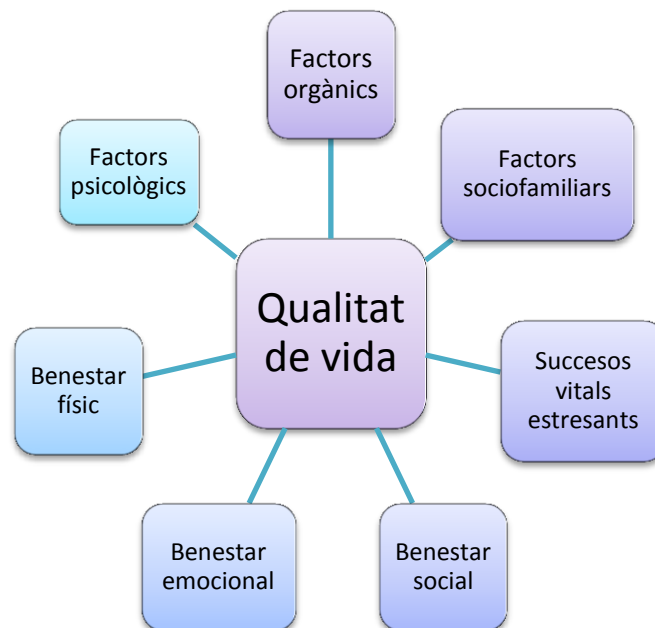 Factors
orgànics
Factors
sociofamiliars
Succesos
vitals
estresants
Benestar
social
Benestar
emocional
Benestar
físic
Factors
psicològics
Qualitat
de vida